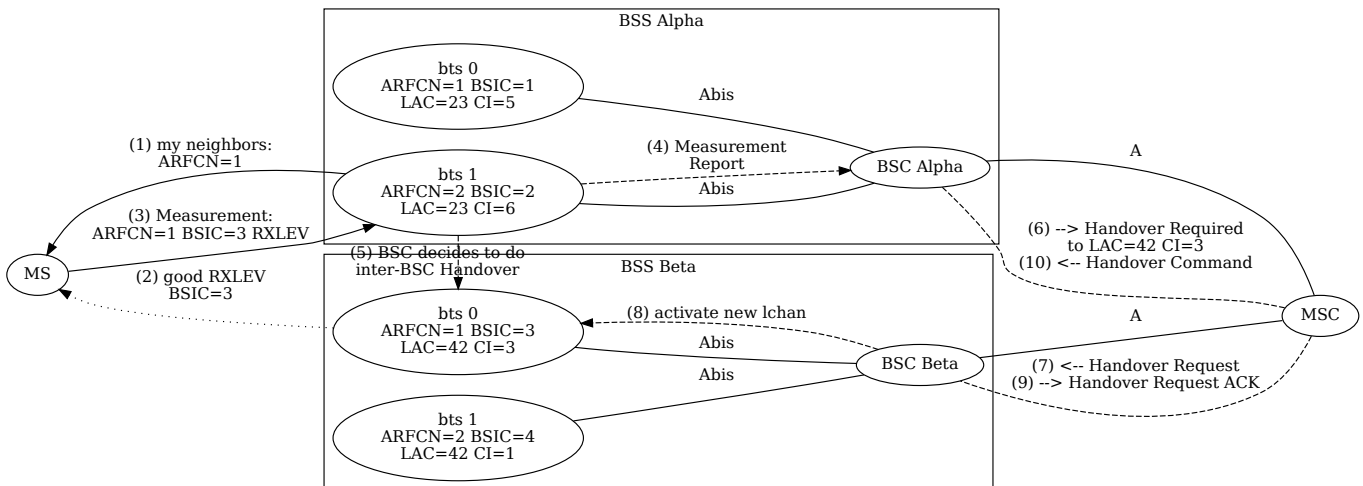 BSS Alpha
bts 0
ARFCN=1 BSIC=1
LAC=23 CI=5
Abis
(1) my neighbors:
ARFCN=1
(4) Measurement
Report
BSC Alpha
A
bts 1
ARFCN=2 BSIC=2
LAC=23 CI=6
Abis
(3) Measurement:
ARFCN=1 BSIC=3 RXLEV
(6) --> Handover Required
to LAC=42 CI=3
(10) <-- Handover Command
(5) BSC decides to do
inter-BSC Handover
MS
(2) good RXLEV
BSIC=3
BSS Beta
bts 0
ARFCN=1 BSIC=3
LAC=42 CI=3
(8) activate new lchan
Abis
A
MSC
BSC Beta
(7) <-- Handover Request
(9) --> Handover Request ACK
Abis
bts 1
ARFCN=2 BSIC=4
LAC=42 CI=1